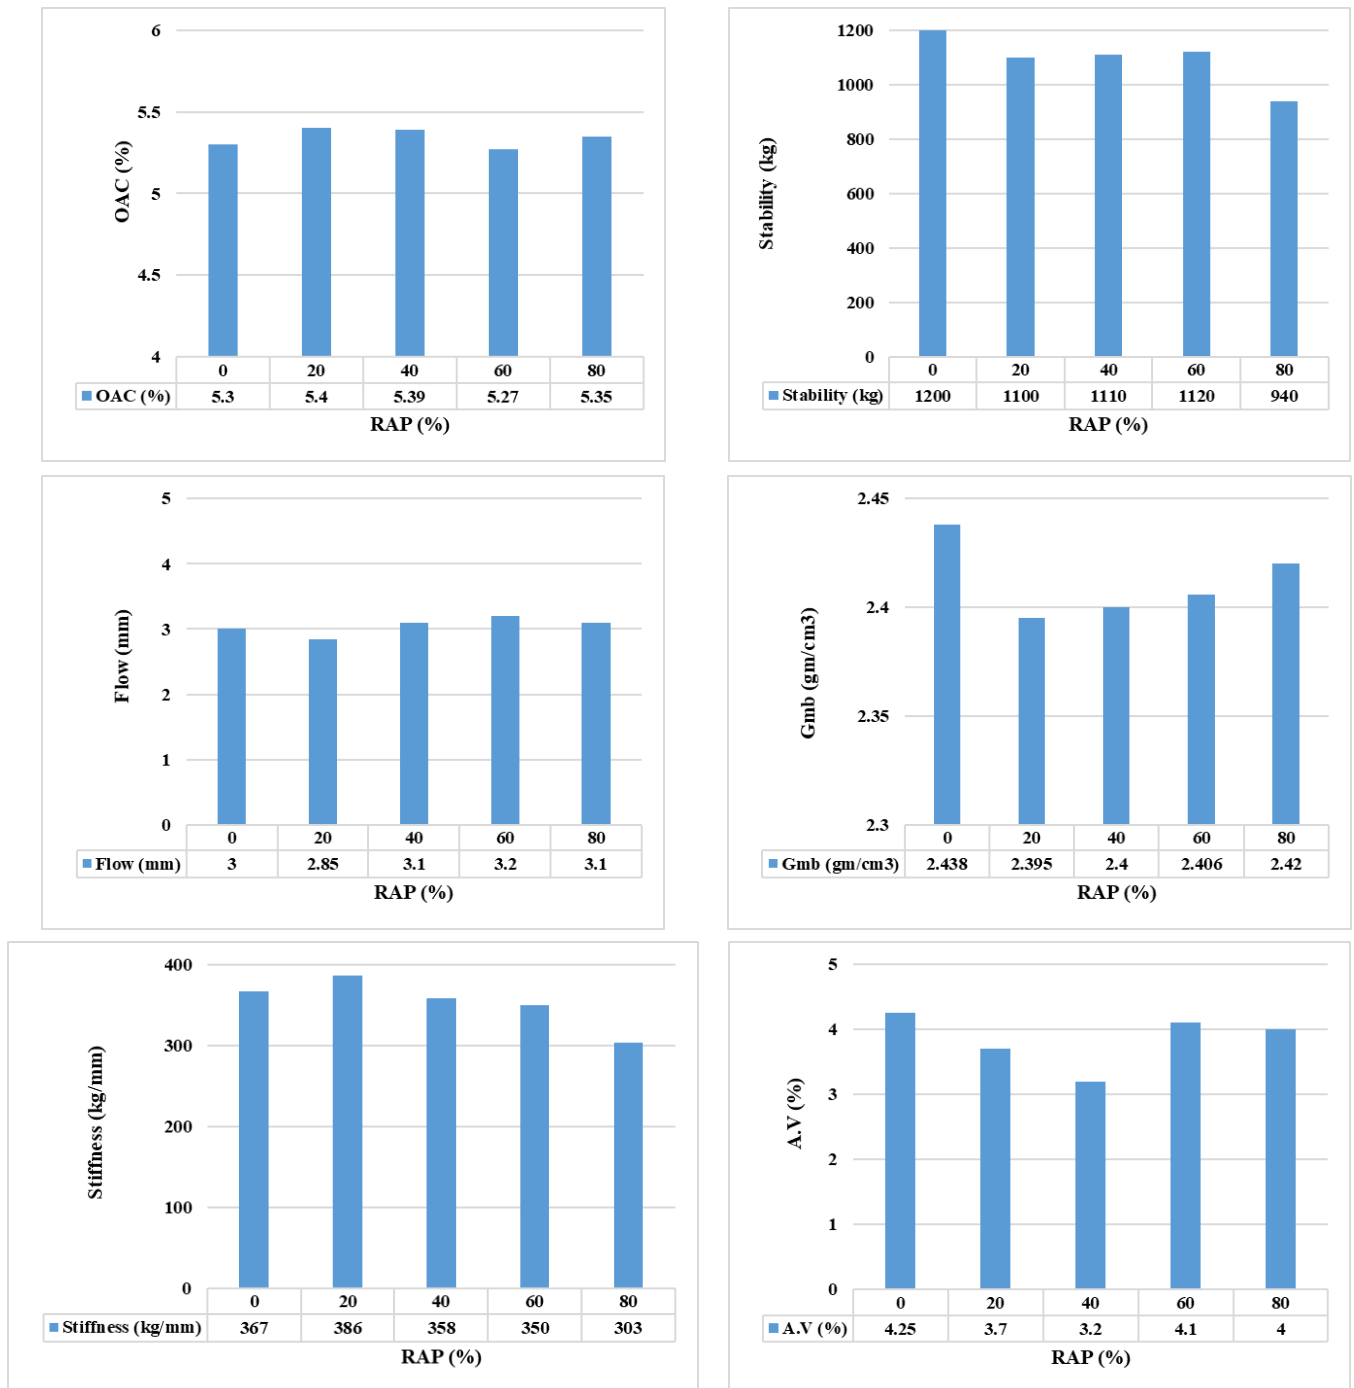 6
5.5
5
4.5
4
OAC (%)
0 20 40 60 80
OAC (%) 5.3 5.4 5.39 5.27 5.35
RAP (%)
1200
1000
800
600
400
200
0
Stability (kg)
0 20 40 60 80
Stability (kg) 1200 1100 1110 1120 940
RAP (%)
5
4
3
2
1
0
Flow (mm)
0 20 40 60 80
Flow (mm) 3 2.85 3.1 3.2 3.1
RAP (%)
2.45
2.4
2.35
2.3
Gmb (gm/cm3)
0 20 40 60 80
Gmb (gm/cm3) 2.438 2.395 2.4 2.406 2.42
RAP (%)
400
300
200
100
0
Stiffness (kg/mm)
0 20 40 60 80
Stiffness (kg/mm) 367 386 358 350 303
RAP (%)
5
4
3
2
1
0
A.V (%)
0 20 40 60 80
A.V (%) 4.25 3.7 3.2 4.1 4
RAP (%)